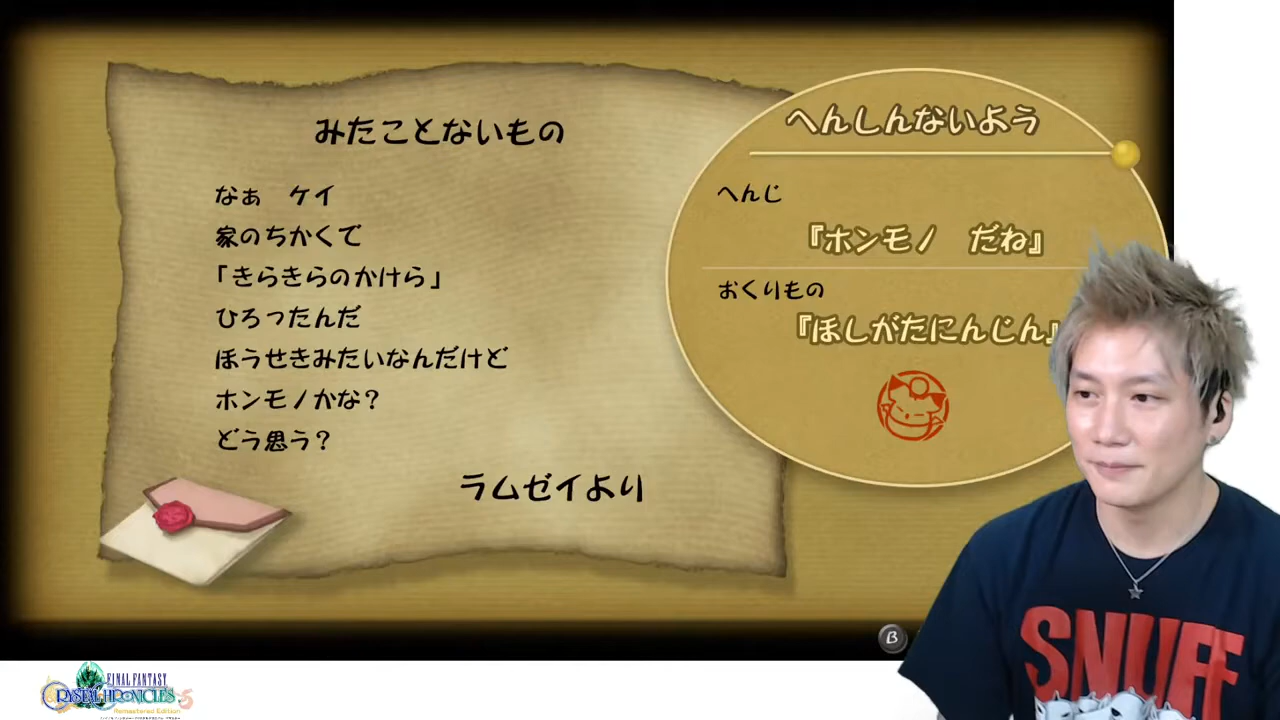 みたことないもの
なぁ　ケイ
家のちかくで
「きらきらのかけら」
ひろったんだ
ほうせきみたいなんだけど
ホンモノかな？
どう思う？
ラムゼイより
へんしんないよう
へんじ
『ホンモノ　だね』
おくりもの
『ほしがたにんじん』
B
SNUFF
FINAL FANTASY
CRYSTAL CHRONICLES
Remastered Edition